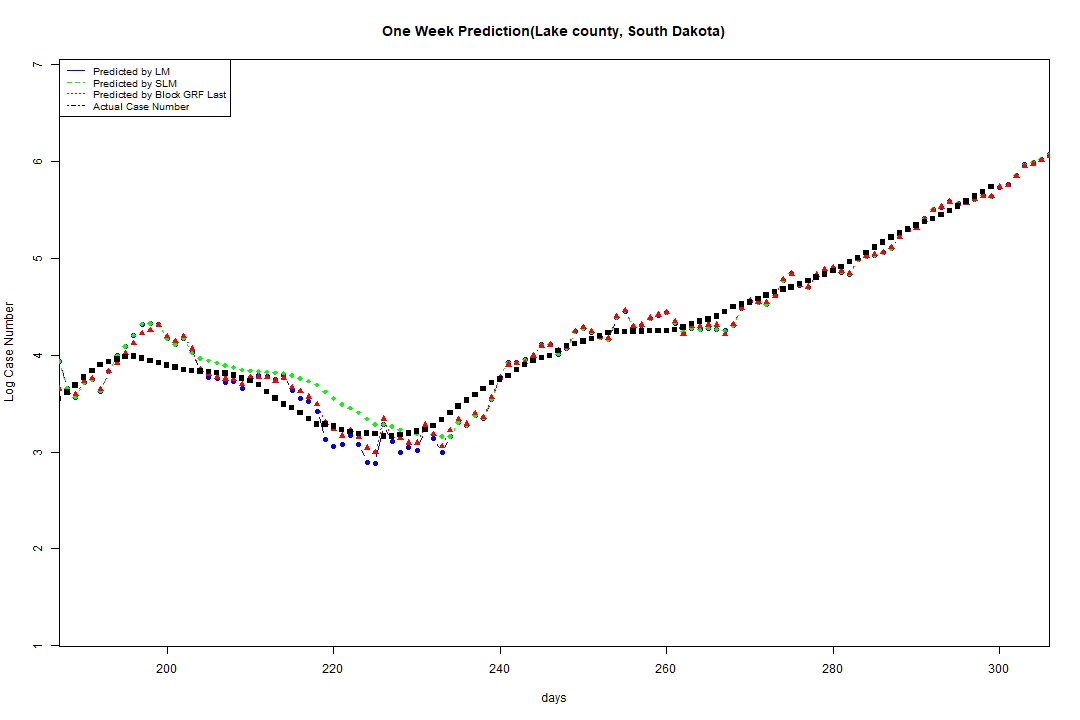 One Week Prediction(Lake county, South Dakota)
Predicted by LM
Predicted by SLM
Predicted by Block GRF Last
Actual Case Number
Log Case Number
7
6
5
4
3
2
1
200 220 240 260 280 300
days